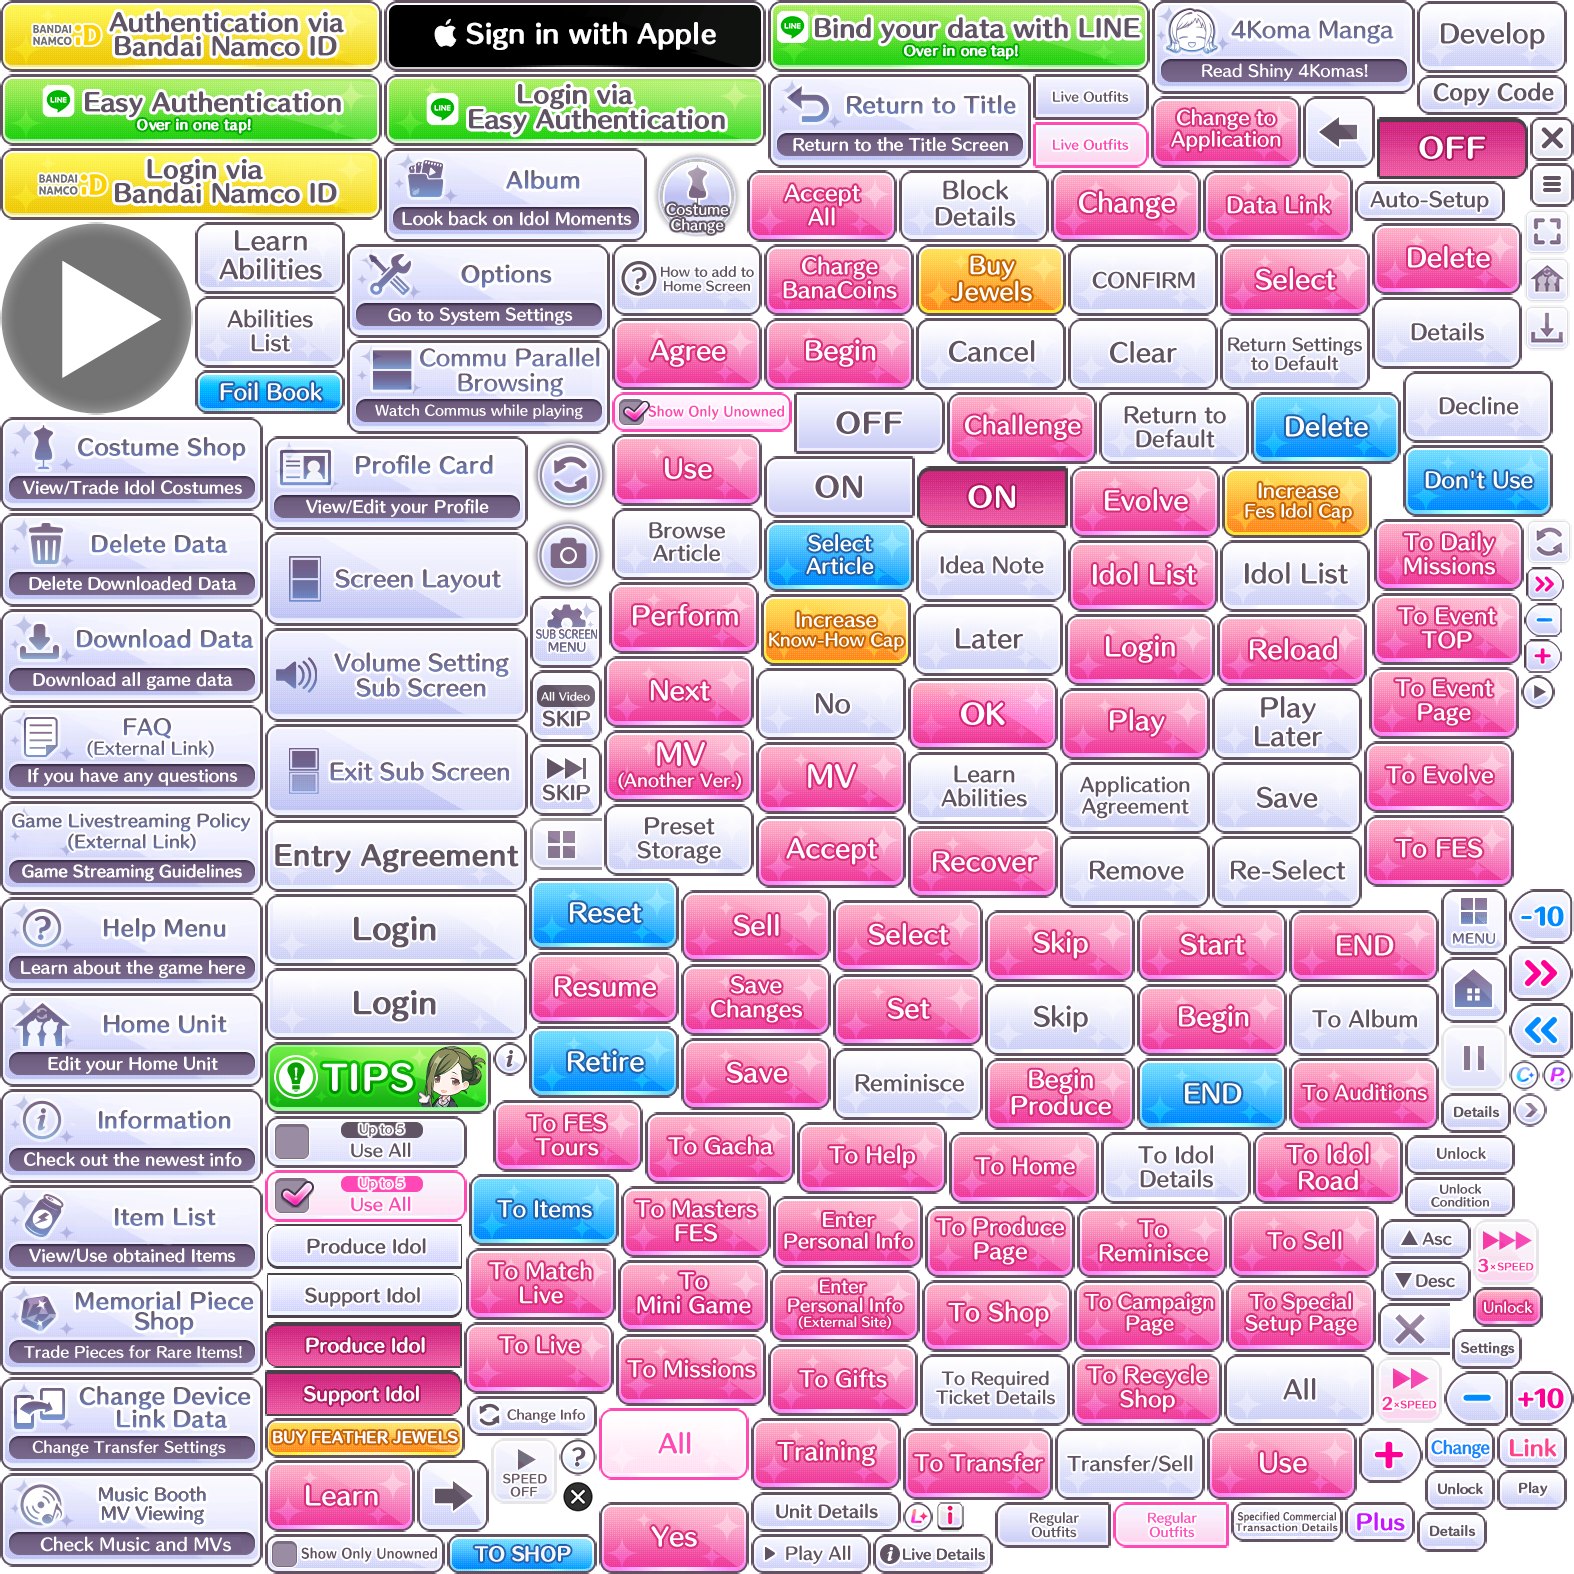 BANDAI NAMCO iD
Authentication via
Bandai Namco ID
Sign in with Apple
LINE
Bind your data with LINE
Over in one tap!
4Koma Manga
Read Shiny 4Komas!
Develop
LINE
Easy Authentication
Over in one tap!
LINE
Login via
Easy Authentication
Return to Title
Return to the Title Screen
Live Outfits
Live Outfits
Change to
Application
Copy Code
OFF
BANDAI NAMCO iD
Login via
Bandai Namco ID
Album
Look back on Idol Moments
Costume
Change
Accept
All
Block
Details
Change
Data Link
Auto-Setup
Learn
Abilities
Options
Go to System Settings
How to add to
Home Screen
Charge
BanaCoins
Buy
Jewels
CONFIRM
Select
Delete
Abilities
List
Commu Parallel
Browsing
Watch Commus while playing
Agree
Begin
Cancel
Clear
Return Settings
to Default
Details
Foil Book
Show Only Unowned
OFF
Challenge
Return to
Default
Delete
Decline
Costume Shop
View/Trade Idol Costumes
Profile Card
View/Edit your Profile
Use
ON
ON
Evolve
Increase
Fes Idol Cap
Don't Use
Delete Data
Delete Downloaded Data
Screen Layout
Browse
Article
Select
Article
Idea Note
Idol List
Idol List
To Daily
Missions
Download Data
Download all game data
Volume Setting
Sub Screen
SUB SCREEN
MENU
Perform
Increase
Know-How Cap
Later
Login
Reload
To Event
TOP
All Video
SKIP
Next
No
OK
Play
Play
Later
To Event
Page
FAQ
(External Link)
If you have any questions
Exit Sub Screen
SKIP
MV
(Another Ver.)
MV
Learn
Abilities
Application
Agreement
Save
To Evolve
Game Livestreaming Policy
(External Link)
Game Streaming Guidelines
Entry Agreement
Preset
Storage
Accept
Recover
Remove
Re-Select
To FES
Help Menu
Learn about the game here
Login
Reset
Sell
Select
Skip
Start
END
MENU
-10
Home Unit
Edit your Home Unit
Login
Resume
Save
Changes
Set
Skip
Begin
To Album
TIPS
Retire
Save
Reminisce
Begin
Produce
END
To Auditions
C
P
Details
Information
Check out the newest info
Up to 5
Use All
To FES
Tours
To Gacha
To Help
To Home
To Idol
Details
To Idol
Road
Unlock
Unlock
Condition
Item List
View/Use obtained Items
Up to 5
Use All
To Items
To Masters
FES
Enter
Personal Info
To Produce
Page
To
Reminisce
To Sell
Asc
3×SPEED
Produce Idol
Support Idol
To Match
Live
To
Mini Game
Enter
Personal Info
(External Site)
To Shop
To Campaign
Page
To Special
Setup Page
Desc
Unlock
Memorial Piece
Shop
Trade Pieces for Rare Items!
Produce Idol
To Live
To Missions
To Gifts
To Required
Ticket Details
To Recycle
Shop
All
Settings
2×SPEED
+10
Support Idol
Change Device
Link Data
Change Transfer Settings
BUY FEATHER JEWELS
Change Info
All
Training
To Transfer
Transfer/Sell
Use
Change
Link
Music Booth
MV Viewing
Check Music and MVs
Learn
SPEED
OFF
Unlock
Play
Show Only Unowned
TO SHOP
Yes
Unit Details
L
Regular
Outfits
Regular
Outfits
Specified Commercial
Transaction Details
Plus
Details
Play All
Live Details